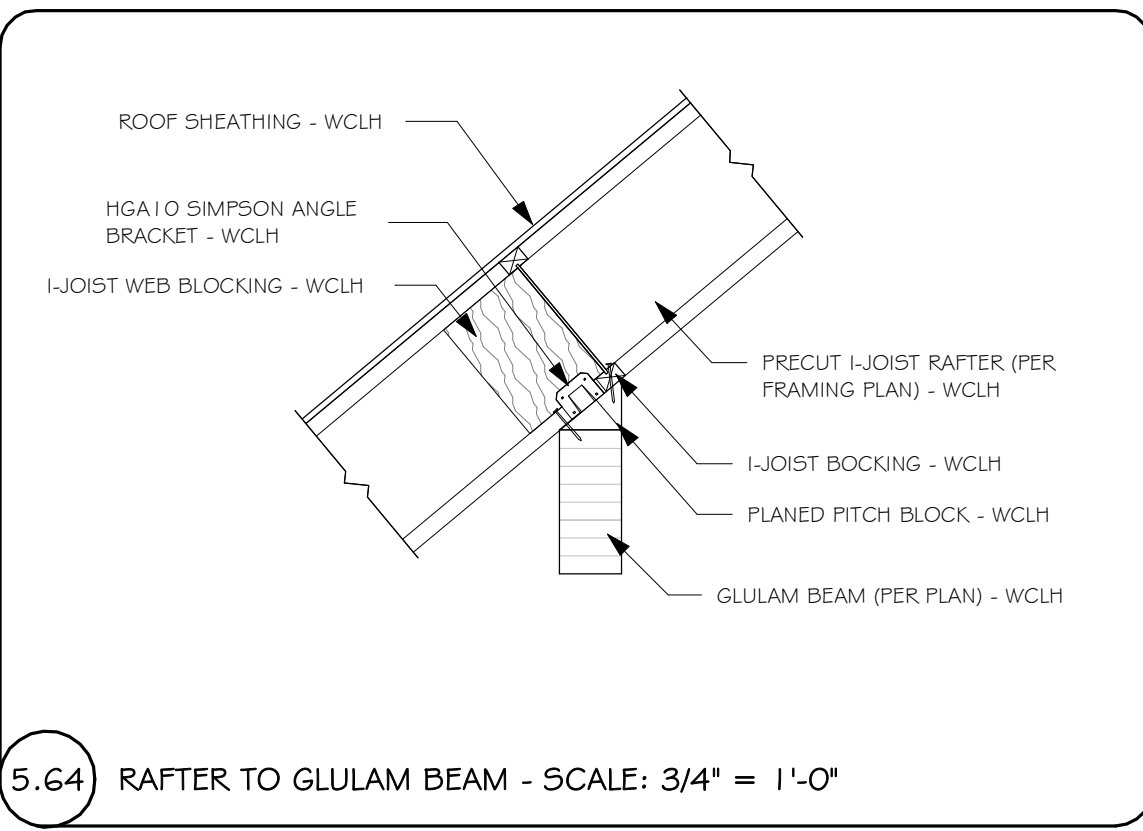 ROOF SHEATHING - WCLH
HGA10 SIMPSON ANGLE
BRACKET - WCLH
I-JOIST WEB BLOCKING - WCLH
PRECUT I-JOIST RAFTER (PER
FRAMING PLAN) - WCLH
I-JOIST BOCKING - WCLH
PLANED PITCH BLOCK - WCLH
GLULAM BEAM (PER PLAN) - WCLH
5.64 RAFTER TO GLULAM BEAM - SCALE: 3/4" = 1'-0"